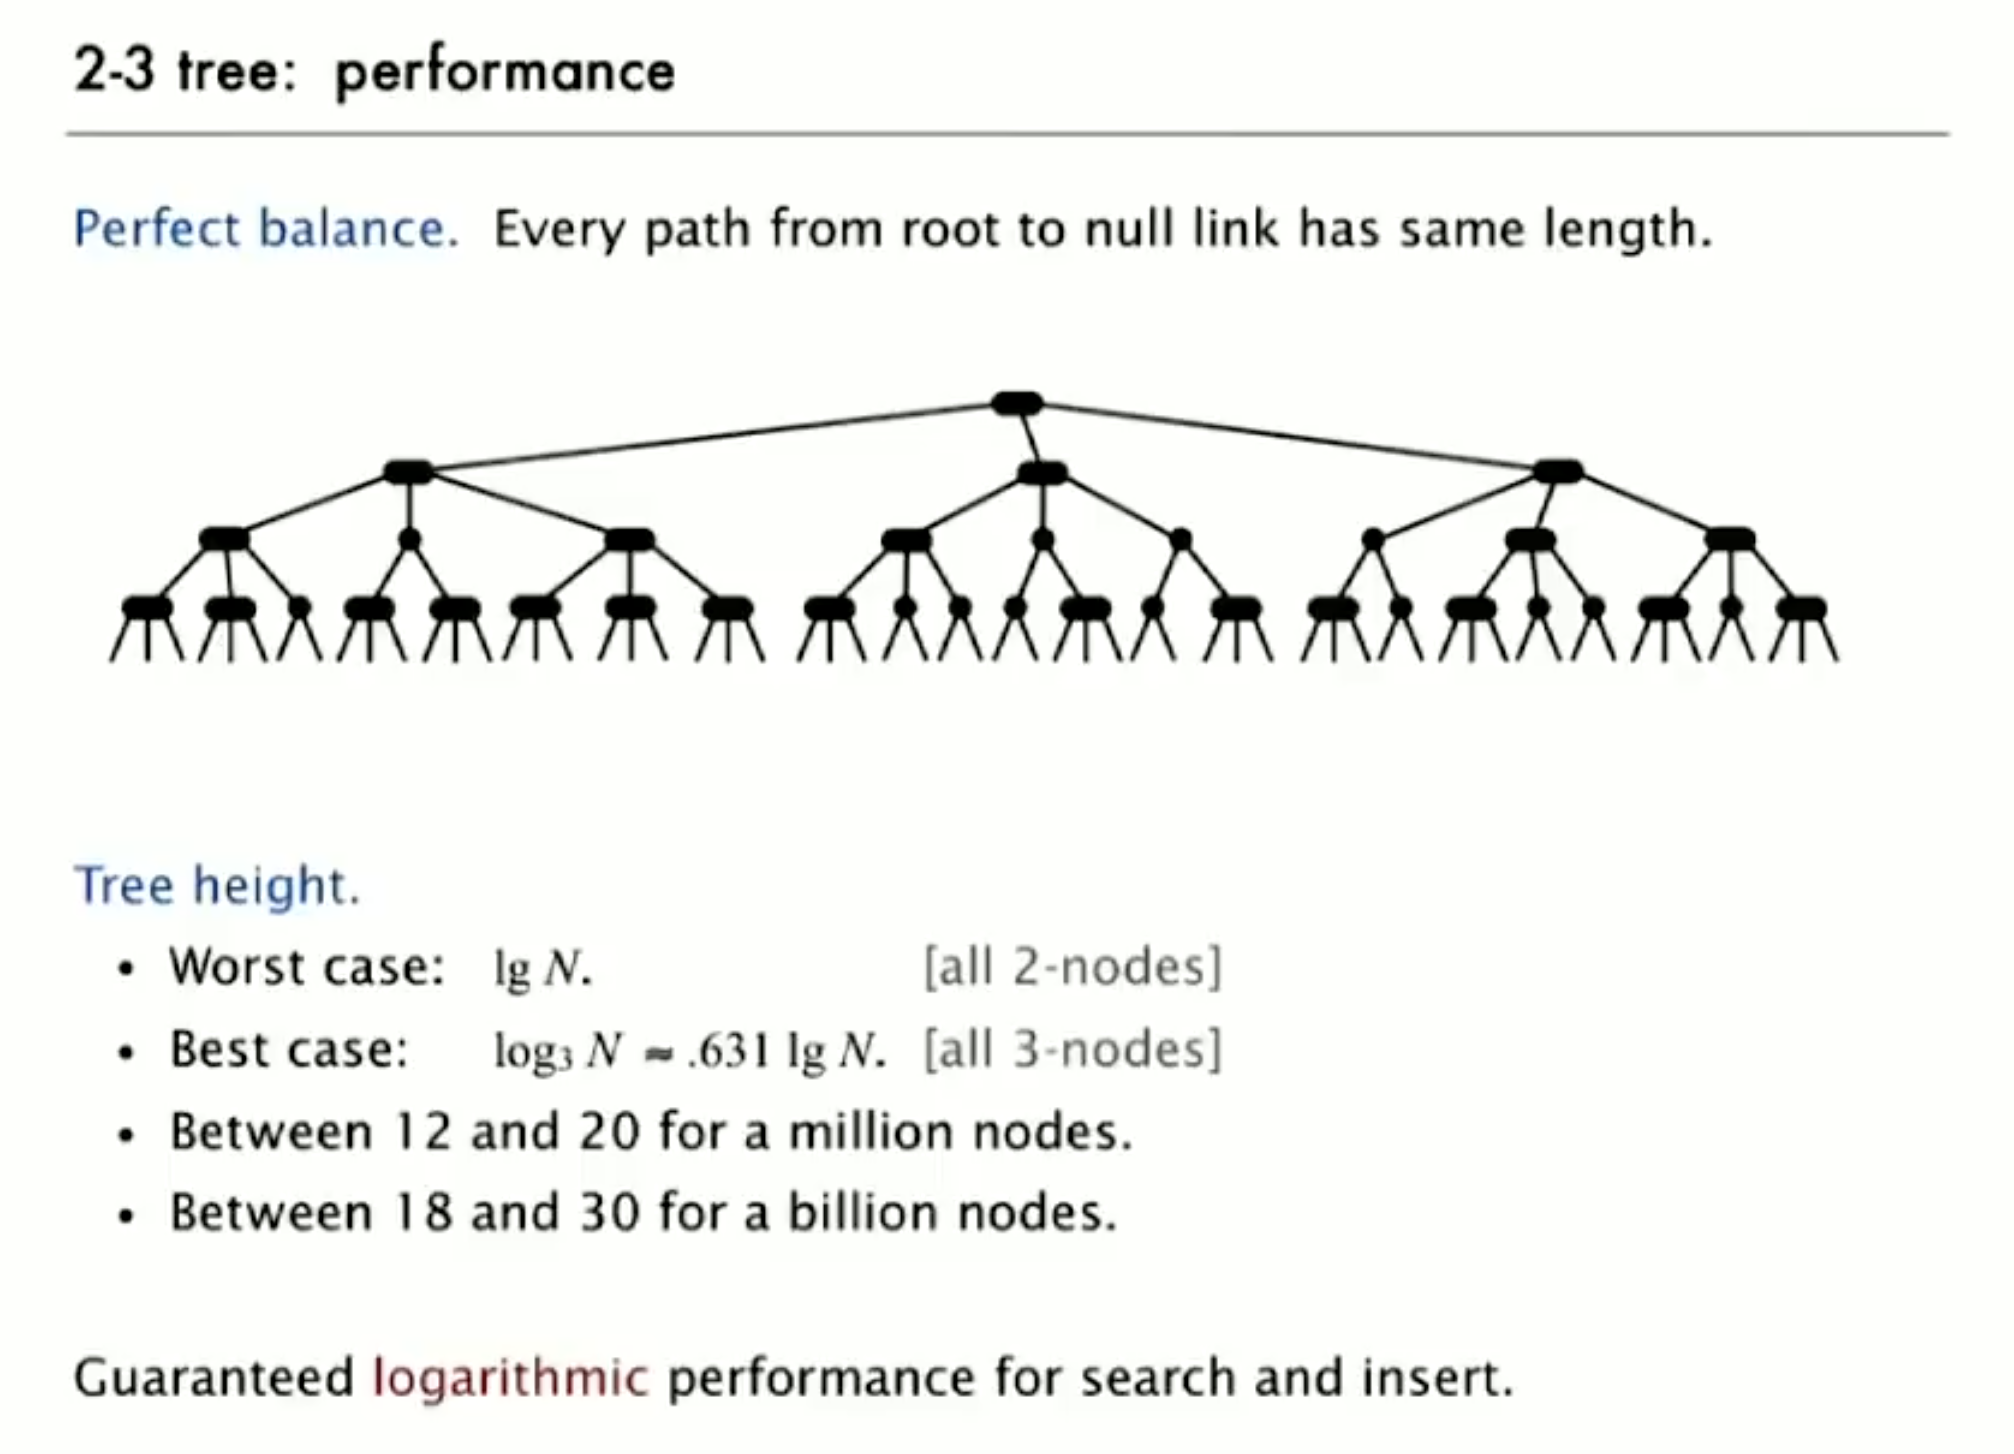 2-3 tree: performance
Perfect balance. Every path from root to null link has same length.
Tree height.
• Worst case: lg N. [all 2-nodes]
• Best case: log₃ N ≈ .631 lg N. [all 3-nodes]
• Between 12 and 20 for a million nodes.
• Between 18 and 30 for a billion nodes.
Guaranteed logarithmic performance for search and insert.